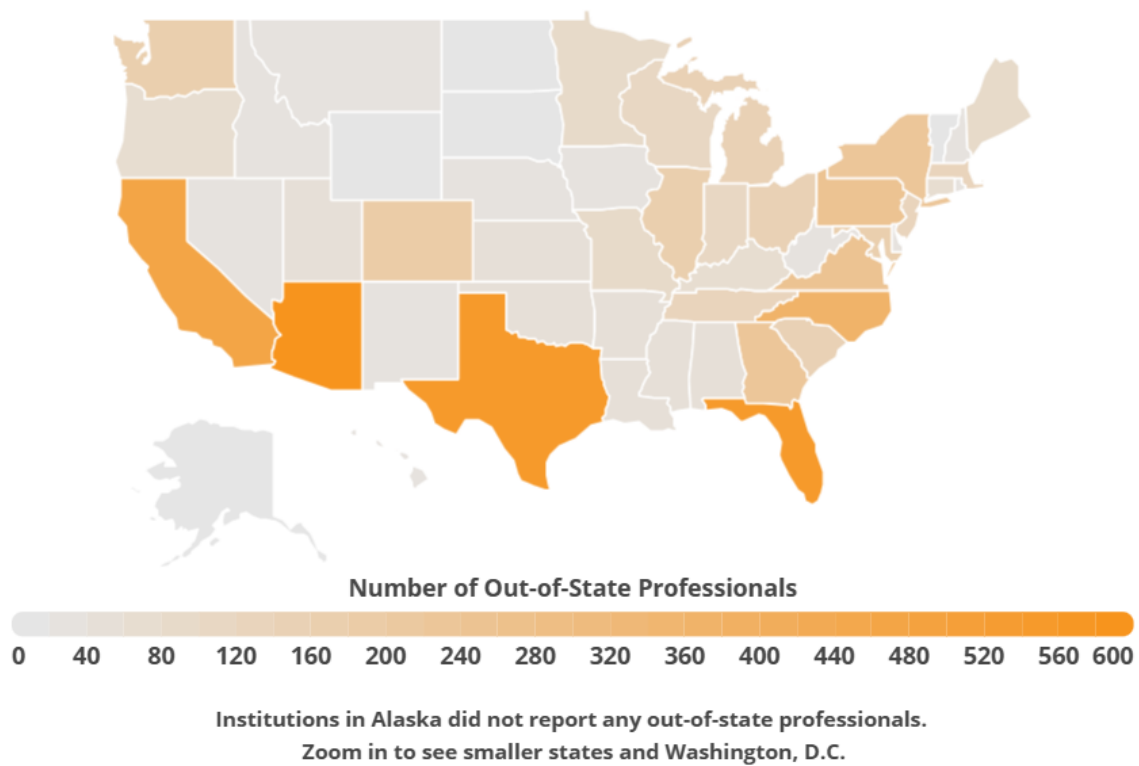 Number of Out-of-State Professionals
0 40 80 120 160 200 240 280 320 360 400 440 480 520 560 600
Institutions in Alaska did not report any out-of-state professionals.
Zoom in to see smaller states and Washington, D.C.